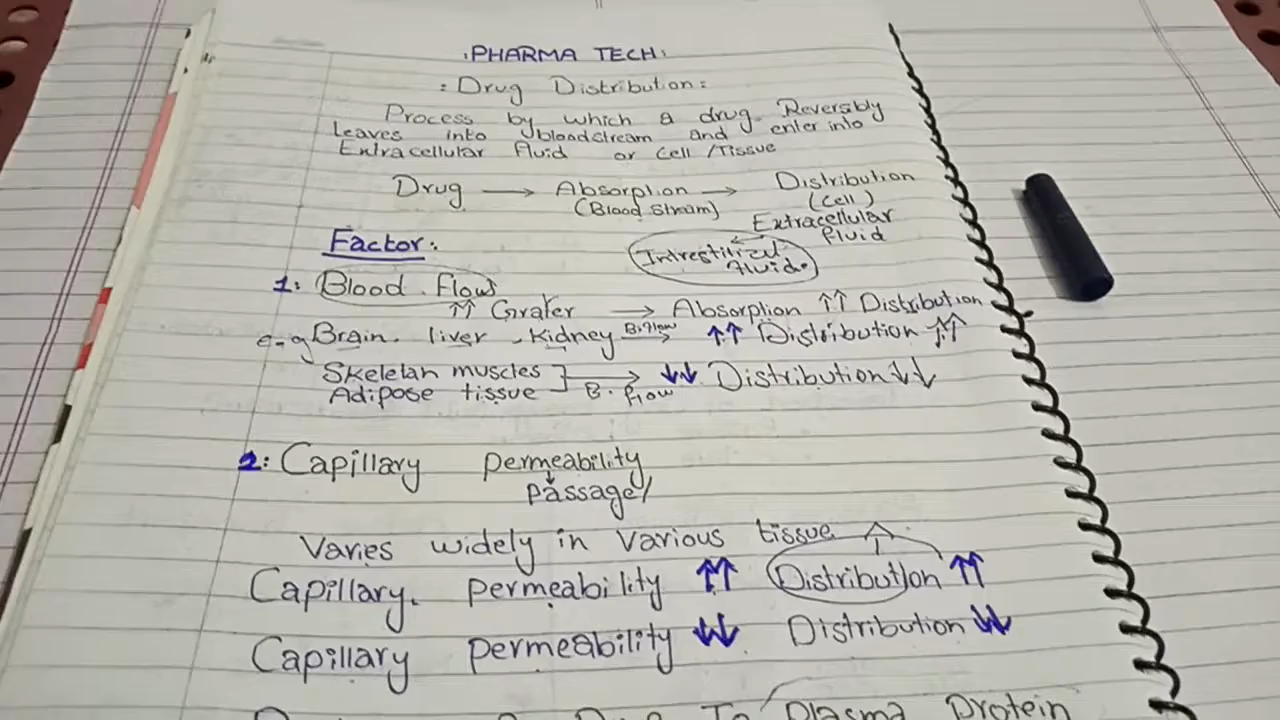 PHARMA TECH
: Drug Distribution :
Process by which a drug Reversbly
Leaves into bloodstream and enter into
Extracellular fluid or cell /Tissue
Drug → Absorption → Distribution
(Blood stream) (Cell)
Extracellular
fluid
Factor:
1: Blood flow
↑↑ Grater → Absorption ↑↑ Distribution
e.g Brain, liver, Kidney B.flow → ↑↑ Distribution ↑↑
Skeletan muscles
Adipose tissue B. flow → ↓↓ Distribution ↓↓
2: Capillary permeability
↓
passage/
Varies widely in various tissue
Capillary. permeability ↑↑ Distribution ↑↑
Capillary permeability ↓↓ Distribution ↓↓
To Plasma Protein